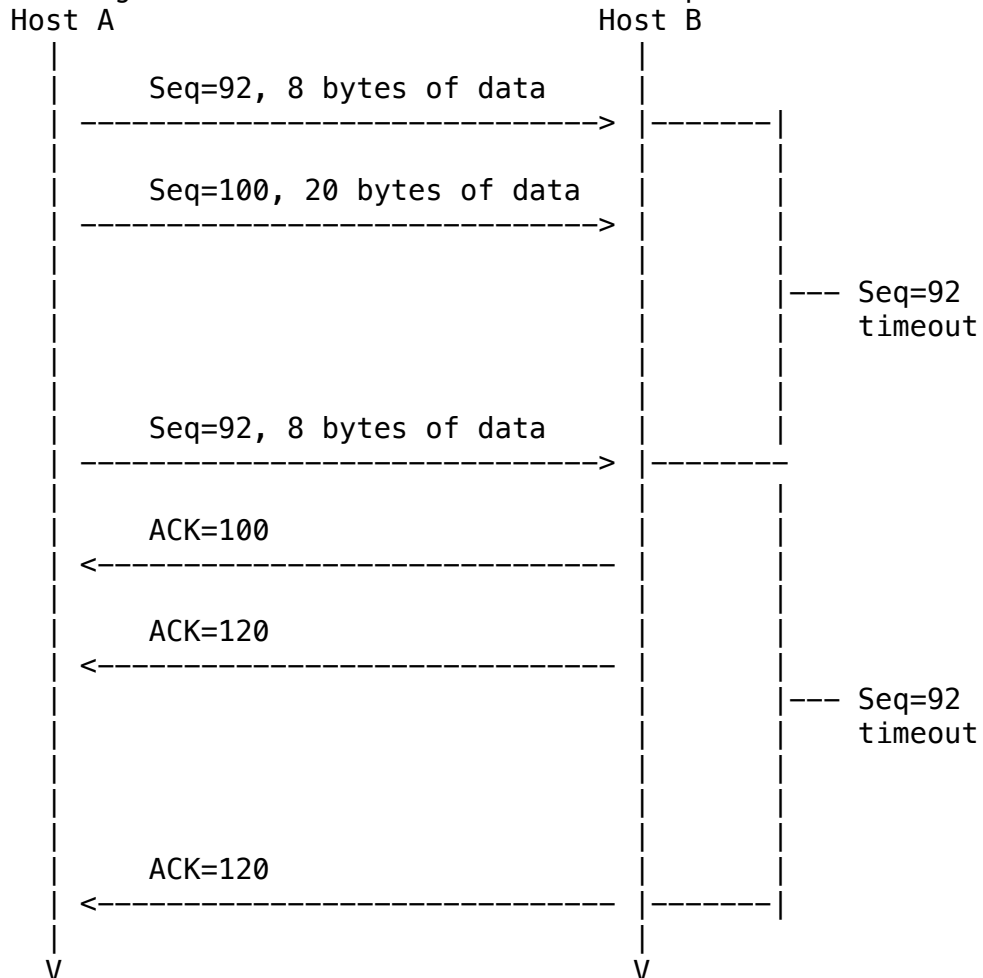 Host A Host B
Seq=92, 8 bytes of data
Seq=100, 20 bytes of data
Seq=92
timeout
Seq=92, 8 bytes of data
ACK=100
ACK=120
Seq=92
timeout
ACK=120
V V